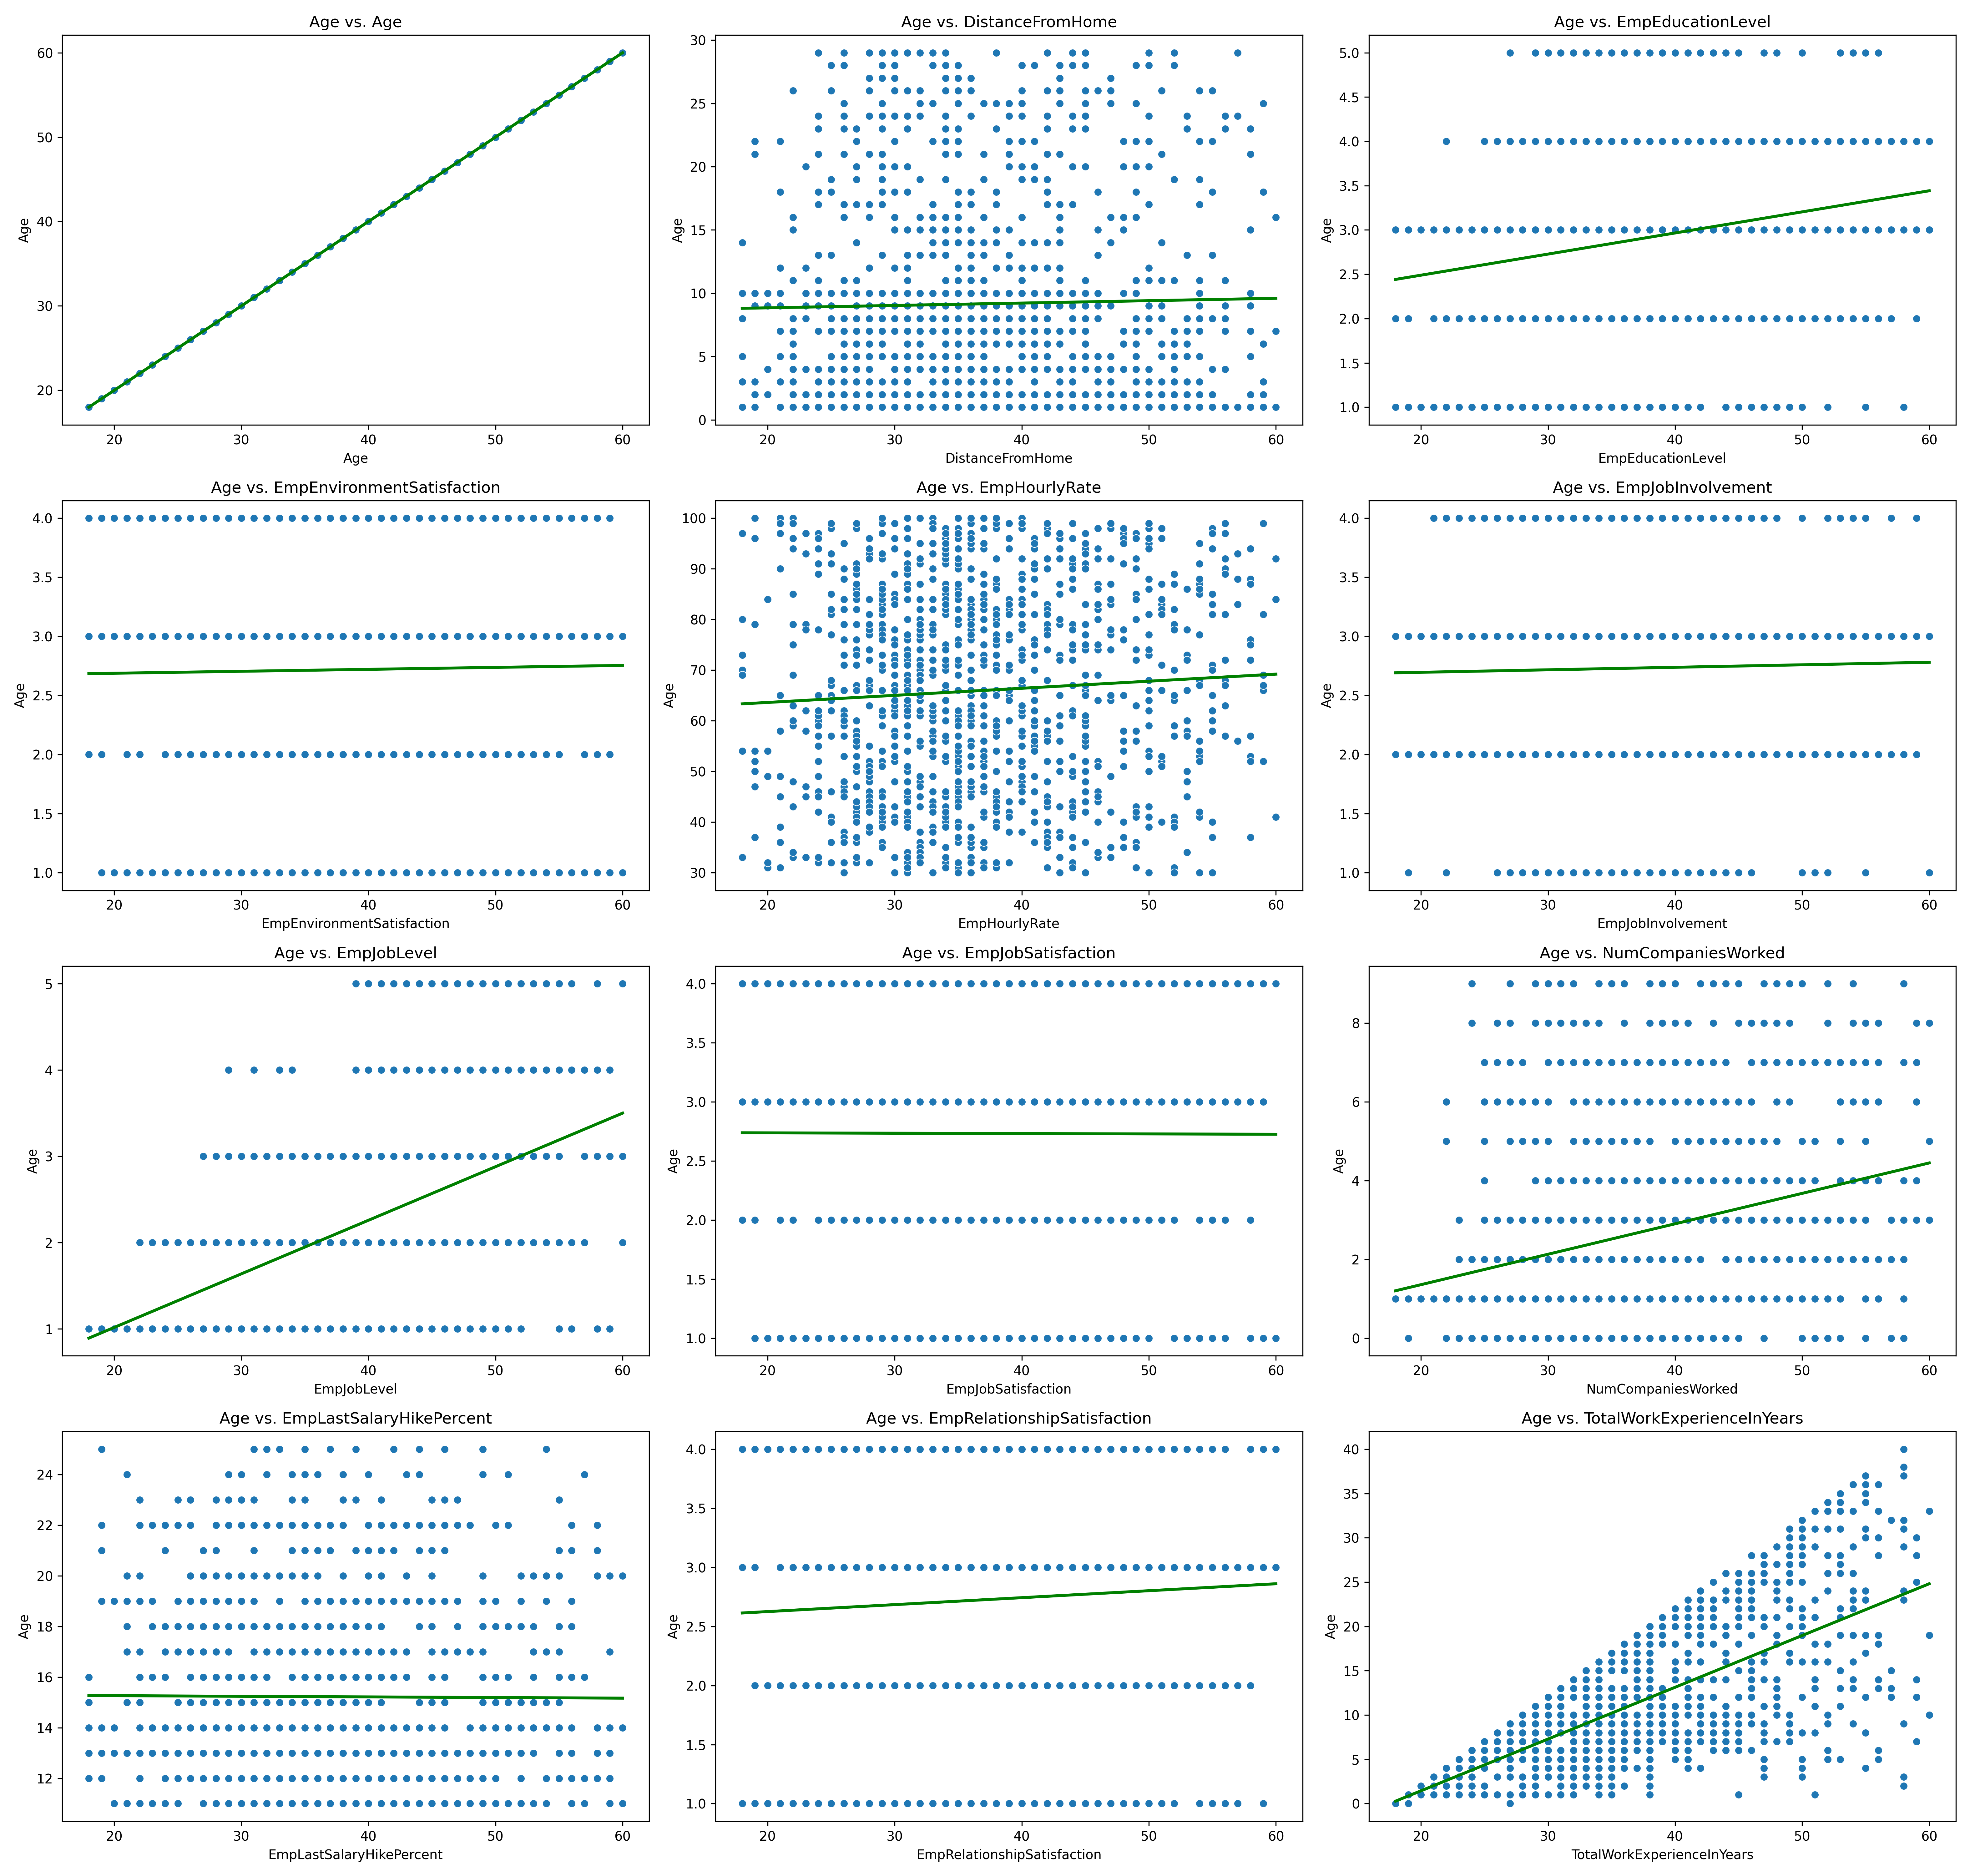 Age vs. Age
Age
60
50
40
30
20
20 30 40 50 60
Age
Age vs. DistanceFromHome
Age
30
25
20
15
10
5
0
20 30 40 50 60
DistanceFromHome
Age vs. EmpEducationLevel
Age
5.0
4.5
4.0
3.5
3.0
2.5
2.0
1.5
1.0
20 30 40 50 60
EmpEducationLevel
Age vs. EmpEnvironmentSatisfaction
Age
4.0
3.5
3.0
2.5
2.0
1.5
1.0
20 30 40 50 60
EmpEnvironmentSatisfaction
Age vs. EmpHourlyRate
Age
100
90
80
70
60
50
40
30
20 30 40 50 60
EmpHourlyRate
Age vs. EmpJobInvolvement
Age
4.0
3.5
3.0
2.5
2.0
1.5
1.0
20 30 40 50 60
EmpJobInvolvement
Age vs. EmpJobLevel
Age
5
4
3
2
1
20 30 40 50 60
EmpJobLevel
Age vs. EmpJobSatisfaction
Age
4.0
3.5
3.0
2.5
2.0
1.5
1.0
20 30 40 50 60
EmpJobSatisfaction
Age vs. NumCompaniesWorked
Age
8
6
4
2
0
20 30 40 50 60
NumCompaniesWorked
Age vs. EmpLastSalaryHikePercent
Age
24
22
20
18
16
14
12
20 30 40 50 60
EmpLastSalaryHikePercent
Age vs. EmpRelationshipSatisfaction
Age
4.0
3.5
3.0
2.5
2.0
1.5
1.0
20 30 40 50 60
EmpRelationshipSatisfaction
Age vs. TotalWorkExperienceInYears
Age
40
35
30
25
20
15
10
5
0
20 30 40 50 60
TotalWorkExperienceInYears